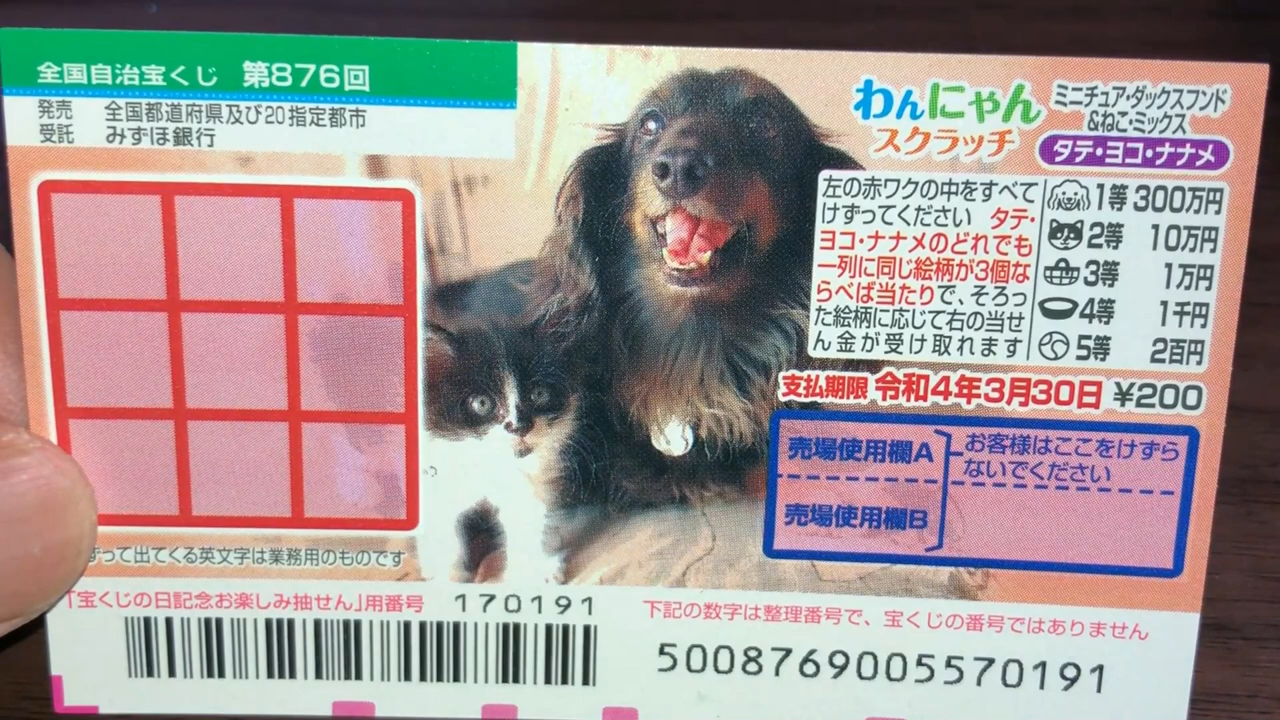 全国自治宝くじ 第876回
発売 全国都道府県及び20指定都市
受託 みずほ銀行
わんにゃん
スクラッチ
ミニチュア・ダックスフンド
&ねこ・ミックス
タテ・ヨコ・ナナメ
左の赤ワクの中をすべて
けずってください タテ・
ヨコ・ナナメのどれでも
一列に同じ絵柄が3個な
らべば当たりで、そろっ
た絵柄に応じて右の当せ
ん金が受け取れます
1等 300万円
2等 10万円
3等 1万円
4等 1千円
5等 2百円
支払期限 令和4年3月30日 ¥200
売場使用欄A
お客様はここをけずら
ないでください
売場使用欄B
ずって出てくる英文字は業務用のものです
「宝くじの日記念お楽しみ抽せん」用番号 170191
下記の数字は整理番号で、宝くじの番号ではありません
5008769005570191